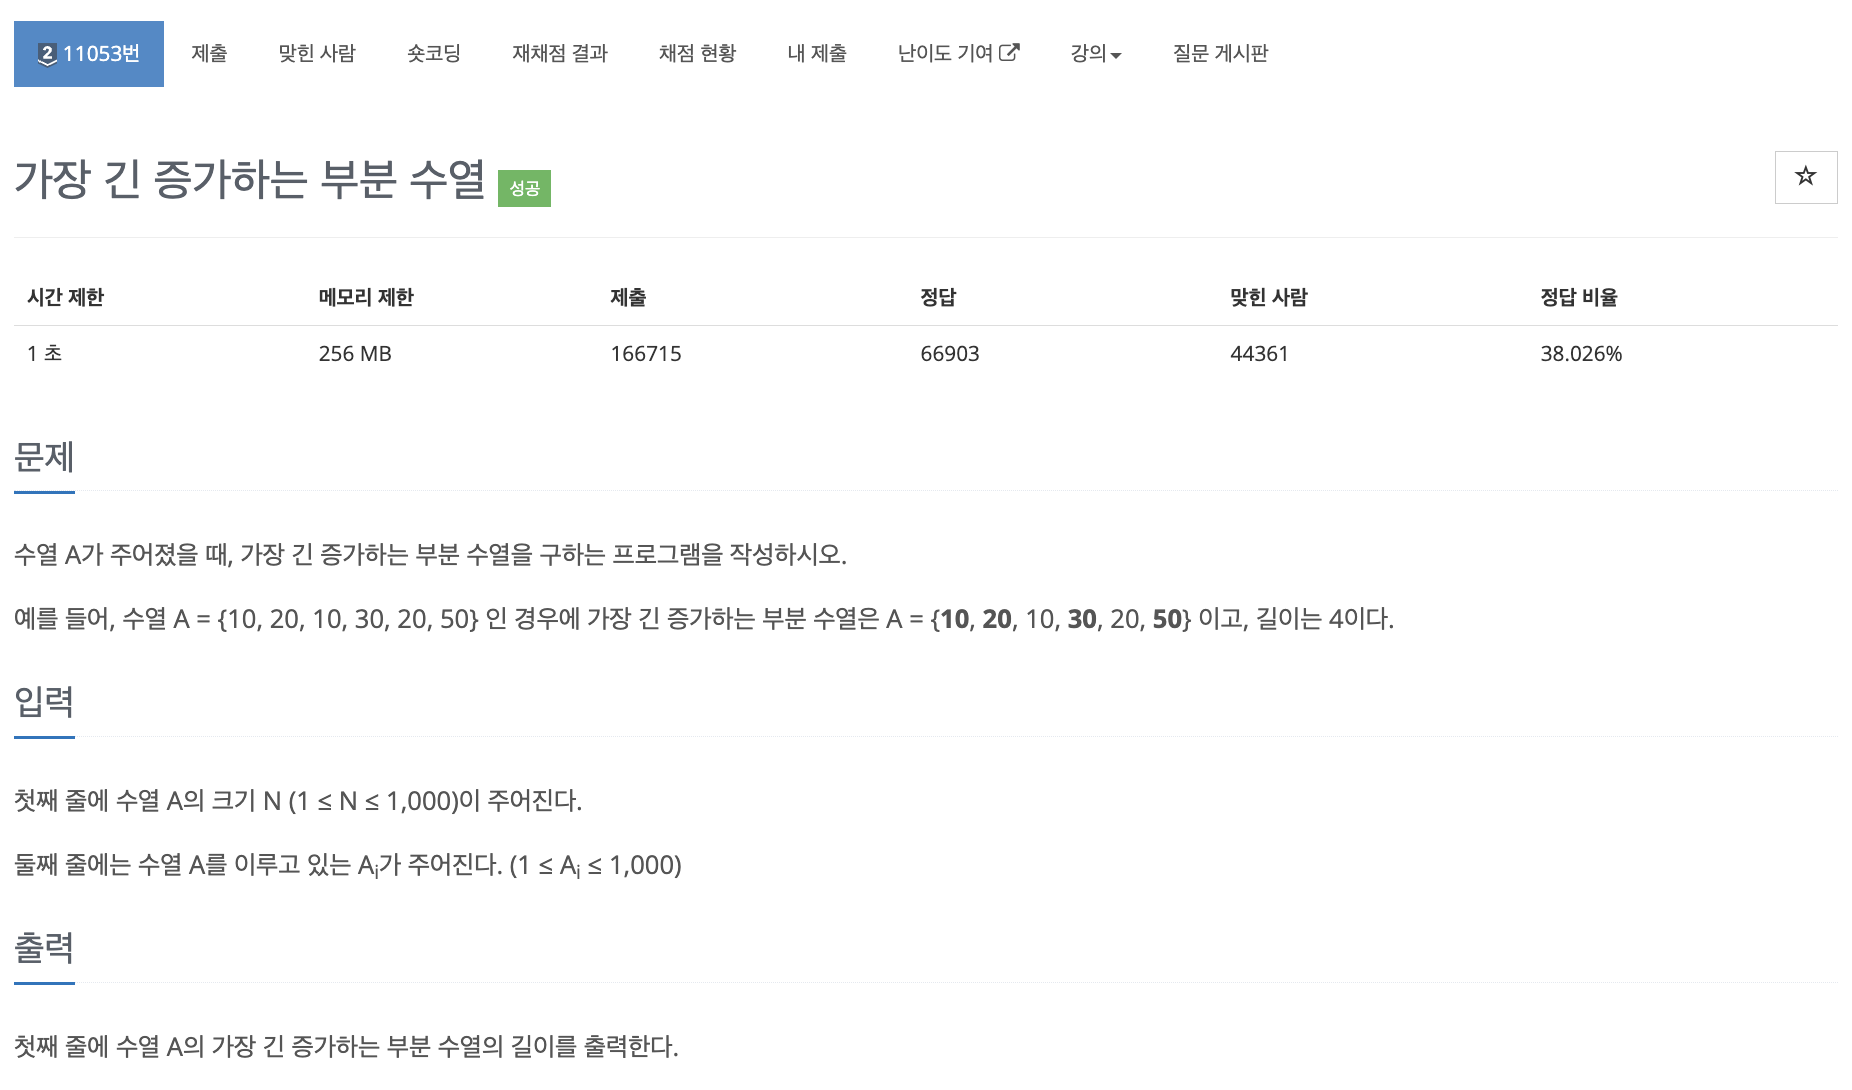 2 11053번 제출 맞힌 사람 숏코딩 재채점 결과 채점 현황 내 제출 난이도 기여 강의 질문 게시판
가장 긴 증가하는 부분 수열 성공
시간 제한 메모리 제한 제출 정답 맞힌 사람 정답 비율
1 초 256 MB 166715 66903 44361 38.026%
문제
수열 A가 주어졌을 때, 가장 긴 증가하는 부분 수열을 구하는 프로그램을 작성하시오.
예를 들어, 수열 A = {10, 20, 10, 30, 20, 50} 인 경우에 가장 긴 증가하는 부분 수열은 A = {10, 20, 10, 30, 20, 50} 이고, 길이는 4이다.
입력
첫째 줄에 수열 A의 크기 N (1 ≤ N ≤ 1,000)이 주어진다.
둘째 줄에는 수열 A를 이루고 있는 Ai가 주어진다. (1 ≤ Ai ≤ 1,000)
출력
첫째 줄에 수열 A의 가장 긴 증가하는 부분 수열의 길이를 출력한다.